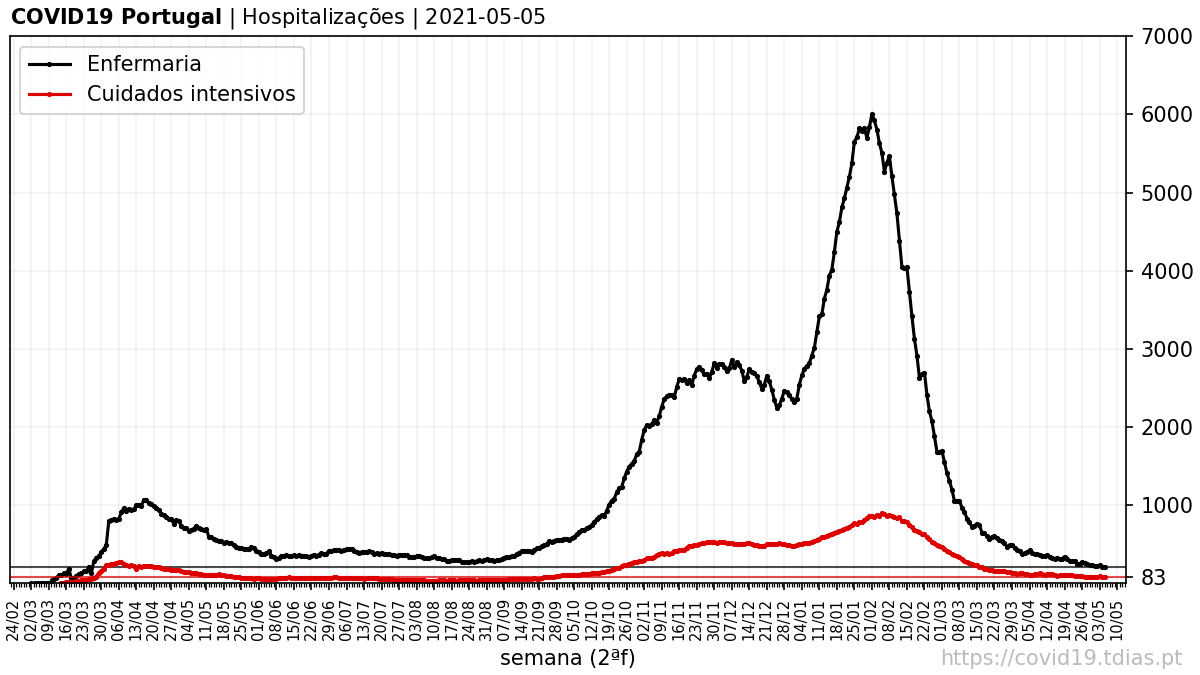 COVID19 Portugal | Hospitalizações | 2021-05-05
Enfermaria
Cuidados intensivos
7000
6000
5000
4000
3000
2000
1000
83
24/02 02/03 09/03 16/03 23/03 30/03 06/04 13/04 20/04 27/04 04/05 11/05 18/05 25/05 01/06 08/06 15/06 22/06 29/06 06/07 13/07 20/07 27/07 03/08 10/08 17/08 24/08 31/08 07/09 14/09 21/09 28/09 05/10 12/10 19/10 26/10 02/11 09/11 16/11 23/11 30/11 07/12 14/12 21/12 28/12 04/01 11/01 18/01 25/01 01/02 08/02 15/02 22/02 01/03 08/03 15/03 22/03 29/03 05/04 12/04 19/04 26/04 03/05 10/05
semana (2ªf)
https://covid19.tdias.pt